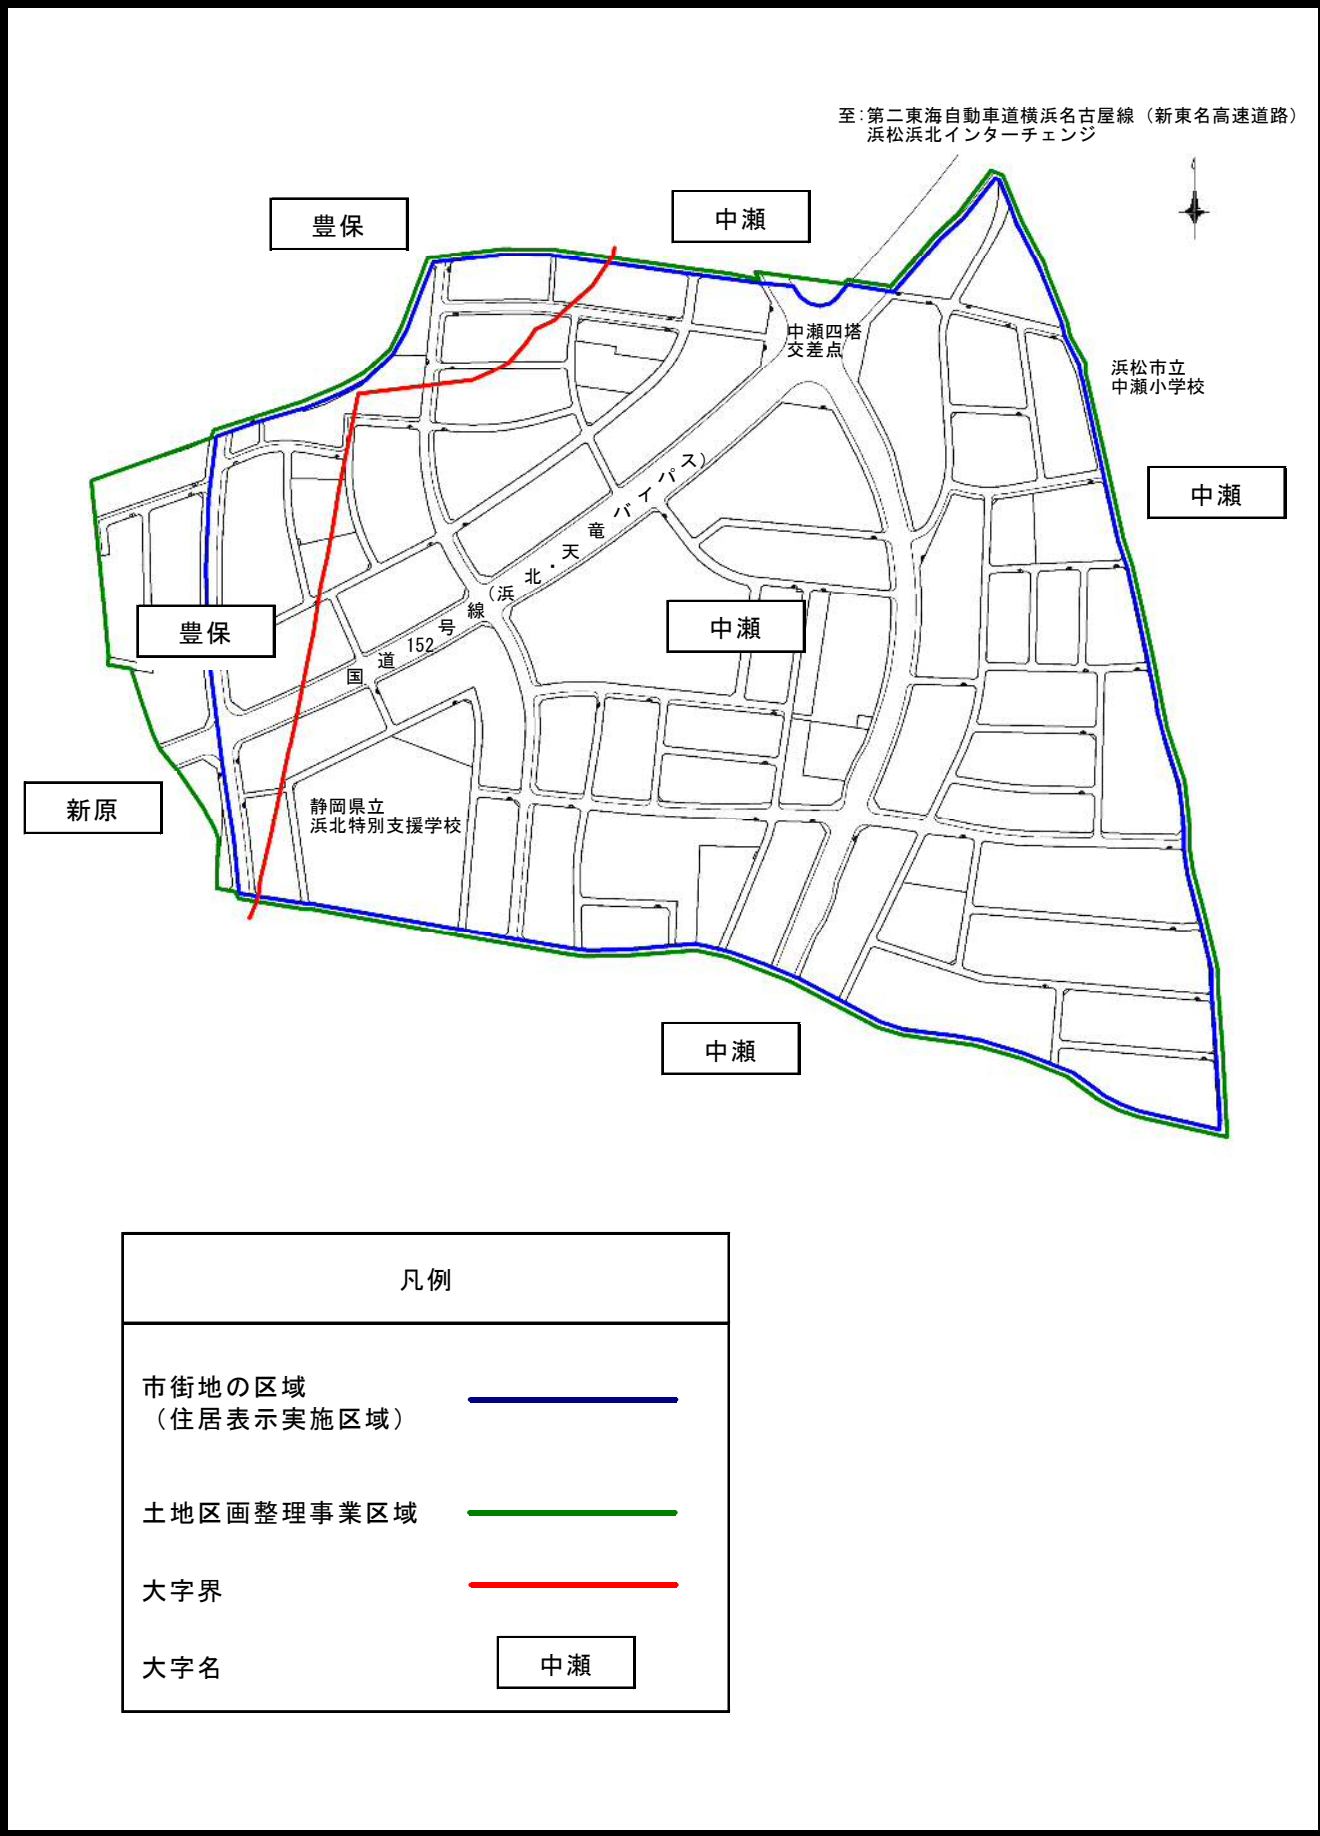 至:第二東海自動車道横浜名古屋線（新東名高速道路）
浜松浜北インターチェンジ
豊保
中瀬
中瀬四塔
交差点
浜松市立
中瀬小学校
中瀬
国道152号線(浜北・天竜バイパス)
豊保
中瀬
新原
静岡県立
浜北特別支援学校
中瀬
凡例
市街地の区域
（住居表示実施区域）
土地区画整理事業区域
大字界
大字名
中瀬